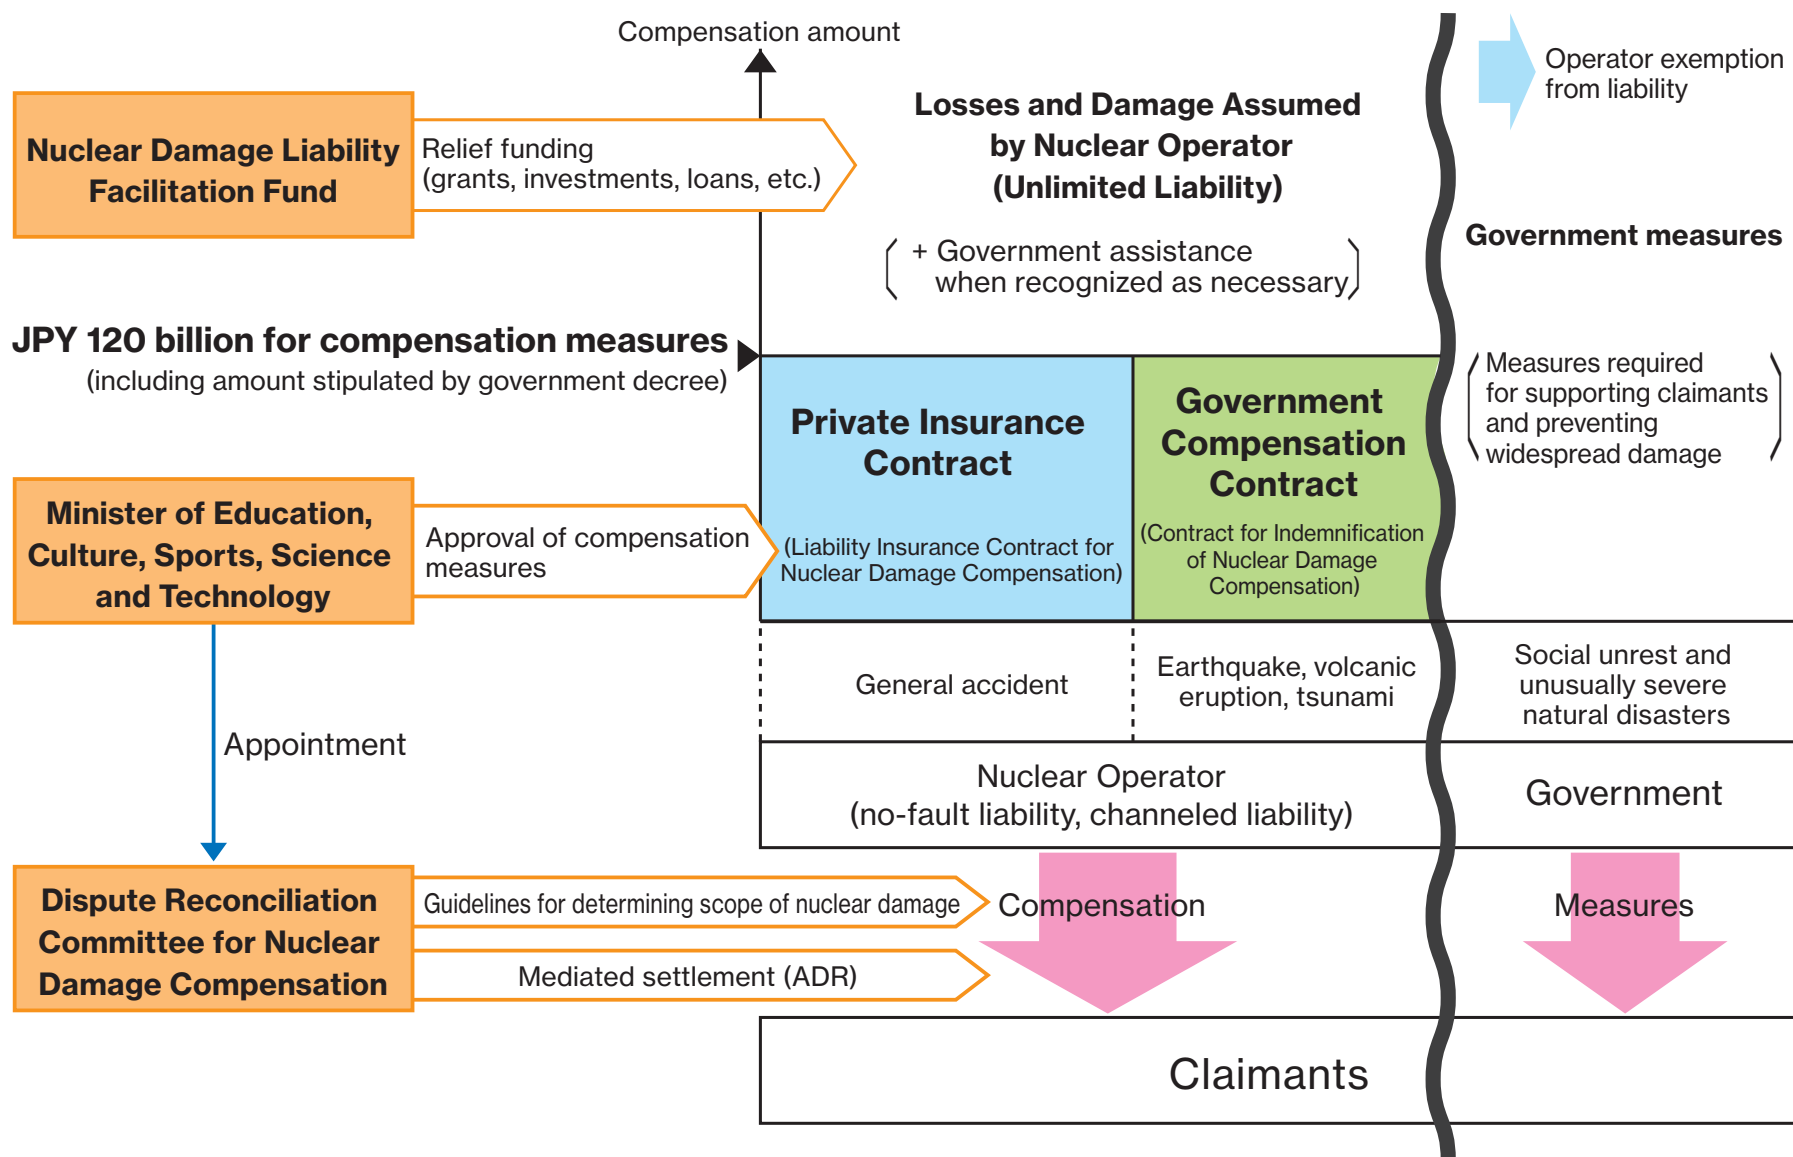 Compensation amount
Operator exemption
from liability
Losses and Damage Assumed
by Nuclear Operator
(Unlimited Liability)
Nuclear Damage Liability
Facilitation Fund
Relief funding
(grants, investments, loans, etc.)
+ Government assistance
when recognized as necessary
Government measures
JPY 120 billion for compensation measures
(including amount stipulated by government decree)
Private Insurance
Contract
(Liability Insurance Contract for
Nuclear Damage Compensation)
Government
Compensation
Contract
(Contract for Indemnification
of Nuclear Damage
Compensation)
Measures required
for supporting claimants
and preventing
widespread damage
Minister of Education,
Culture, Sports, Science
and Technology
Approval of compensation
measures
General accident
Earthquake, volcanic
eruption, tsunami
Social unrest and
unusually severe
natural disasters
Appointment
Nuclear Operator
(no-fault liability, channeled liability)
Government
Dispute Reconciliation
Committee for Nuclear
Damage Compensation
Guidelines for determining scope of nuclear damage
Mediated settlement (ADR)
Compensation
Measures
Claimants